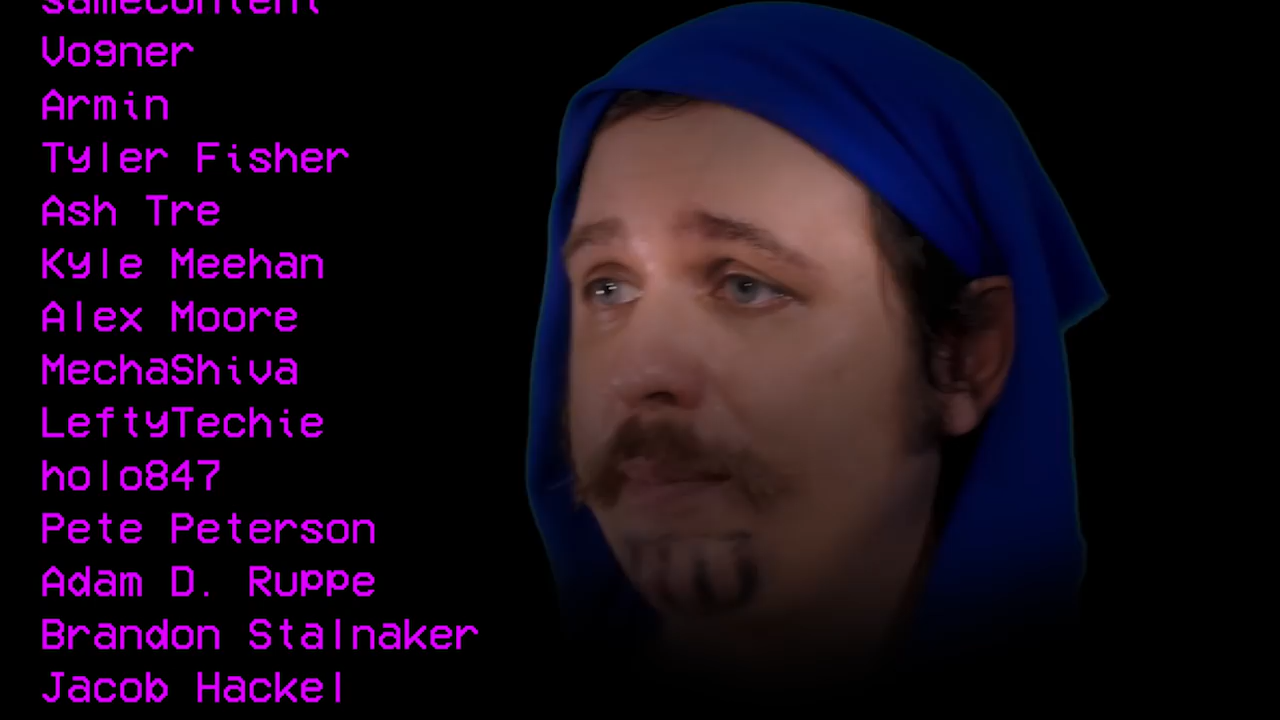 samecontent
Vogner
Armin
Tyler Fisher
Ash Tre
Kyle Meehan
Alex Moore
MechaShiva
LeftyTechie
holo847
Pete Peterson
Adam D. Ruppe
Brandon Stalnaker
Jacob Hackel